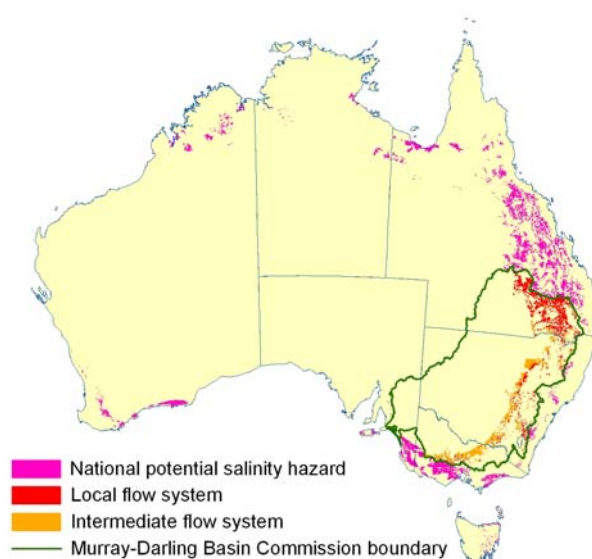 National potential salinity hazard
Local flow system
Intermediate flow system
Murray-Darling Basin Commission boundary